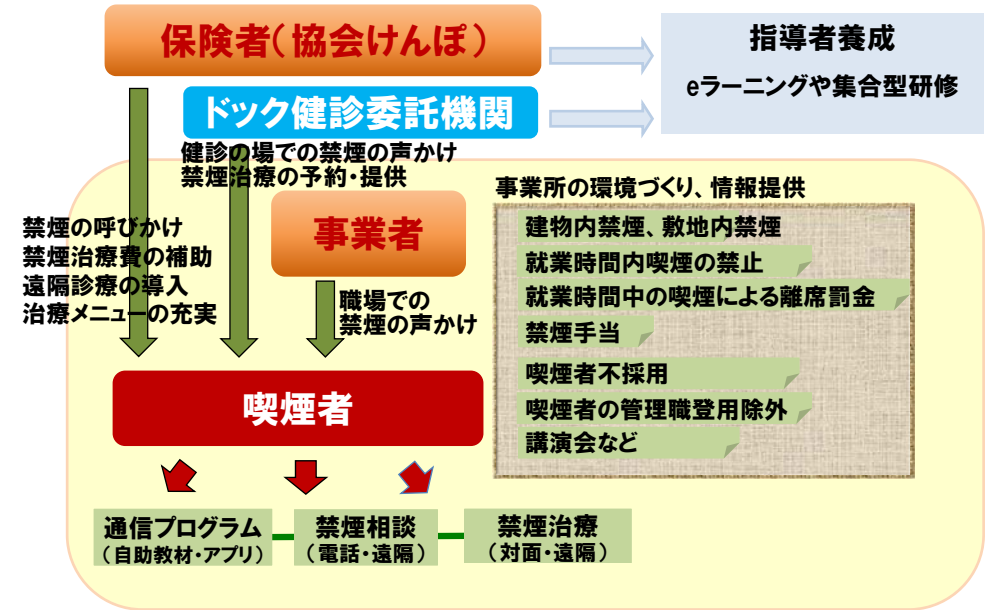 保険者(協会けんぽ)
指導者養成
eラーニングや集合型研修
ドック健診委託機関
健診の場での禁煙の声かけ
禁煙治療の予約・提供
禁煙の呼びかけ
禁煙治療費の補助
遠隔診療の導入
治療メニューの充実
事業者
職場での
禁煙の声かけ
事業所の環境づくり、情報提供
建物内禁煙、敷地内禁煙
就業時間内喫煙の禁止
就業時間中の喫煙による離席罰金
禁煙手当
喫煙者不採用
喫煙者の管理職登用除外
講演会など
喫煙者
通信プログラム
(自助教材・アプリ)
禁煙相談
(電話・遠隔)
禁煙治療
(対面・遠隔)